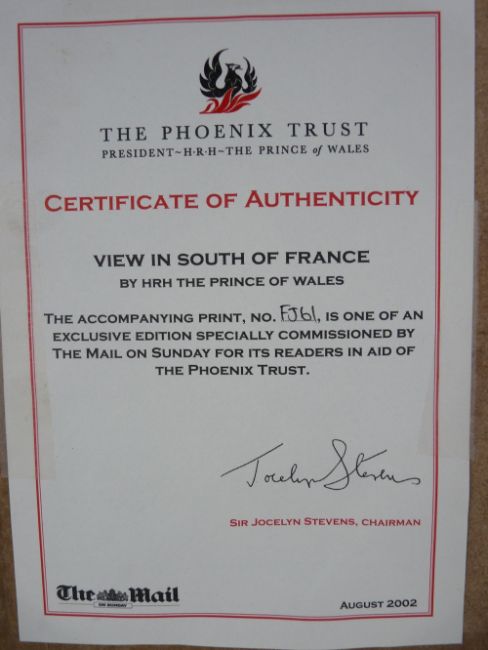 THE PHOENIX TRUST
PRESIDENT~H·R·H~THE PRINCE of WALES
CERTIFICATE OF AUTHENTICITY
VIEW IN SOUTH OF FRANCE
BY HRH THE PRINCE OF WALES
THE ACCOMPANYING PRINT, NO. FJ61, IS ONE OF AN
EXCLUSIVE EDITION SPECIALLY COMMISSIONED BY
THE MAIL ON SUNDAY FOR ITS READERS IN AID OF
THE PHOENIX TRUST.
Jocelyn Stevens
SIR JOCELYN STEVENS, CHAIRMAN
The Mail
ON SUNDAY
AUGUST 2002